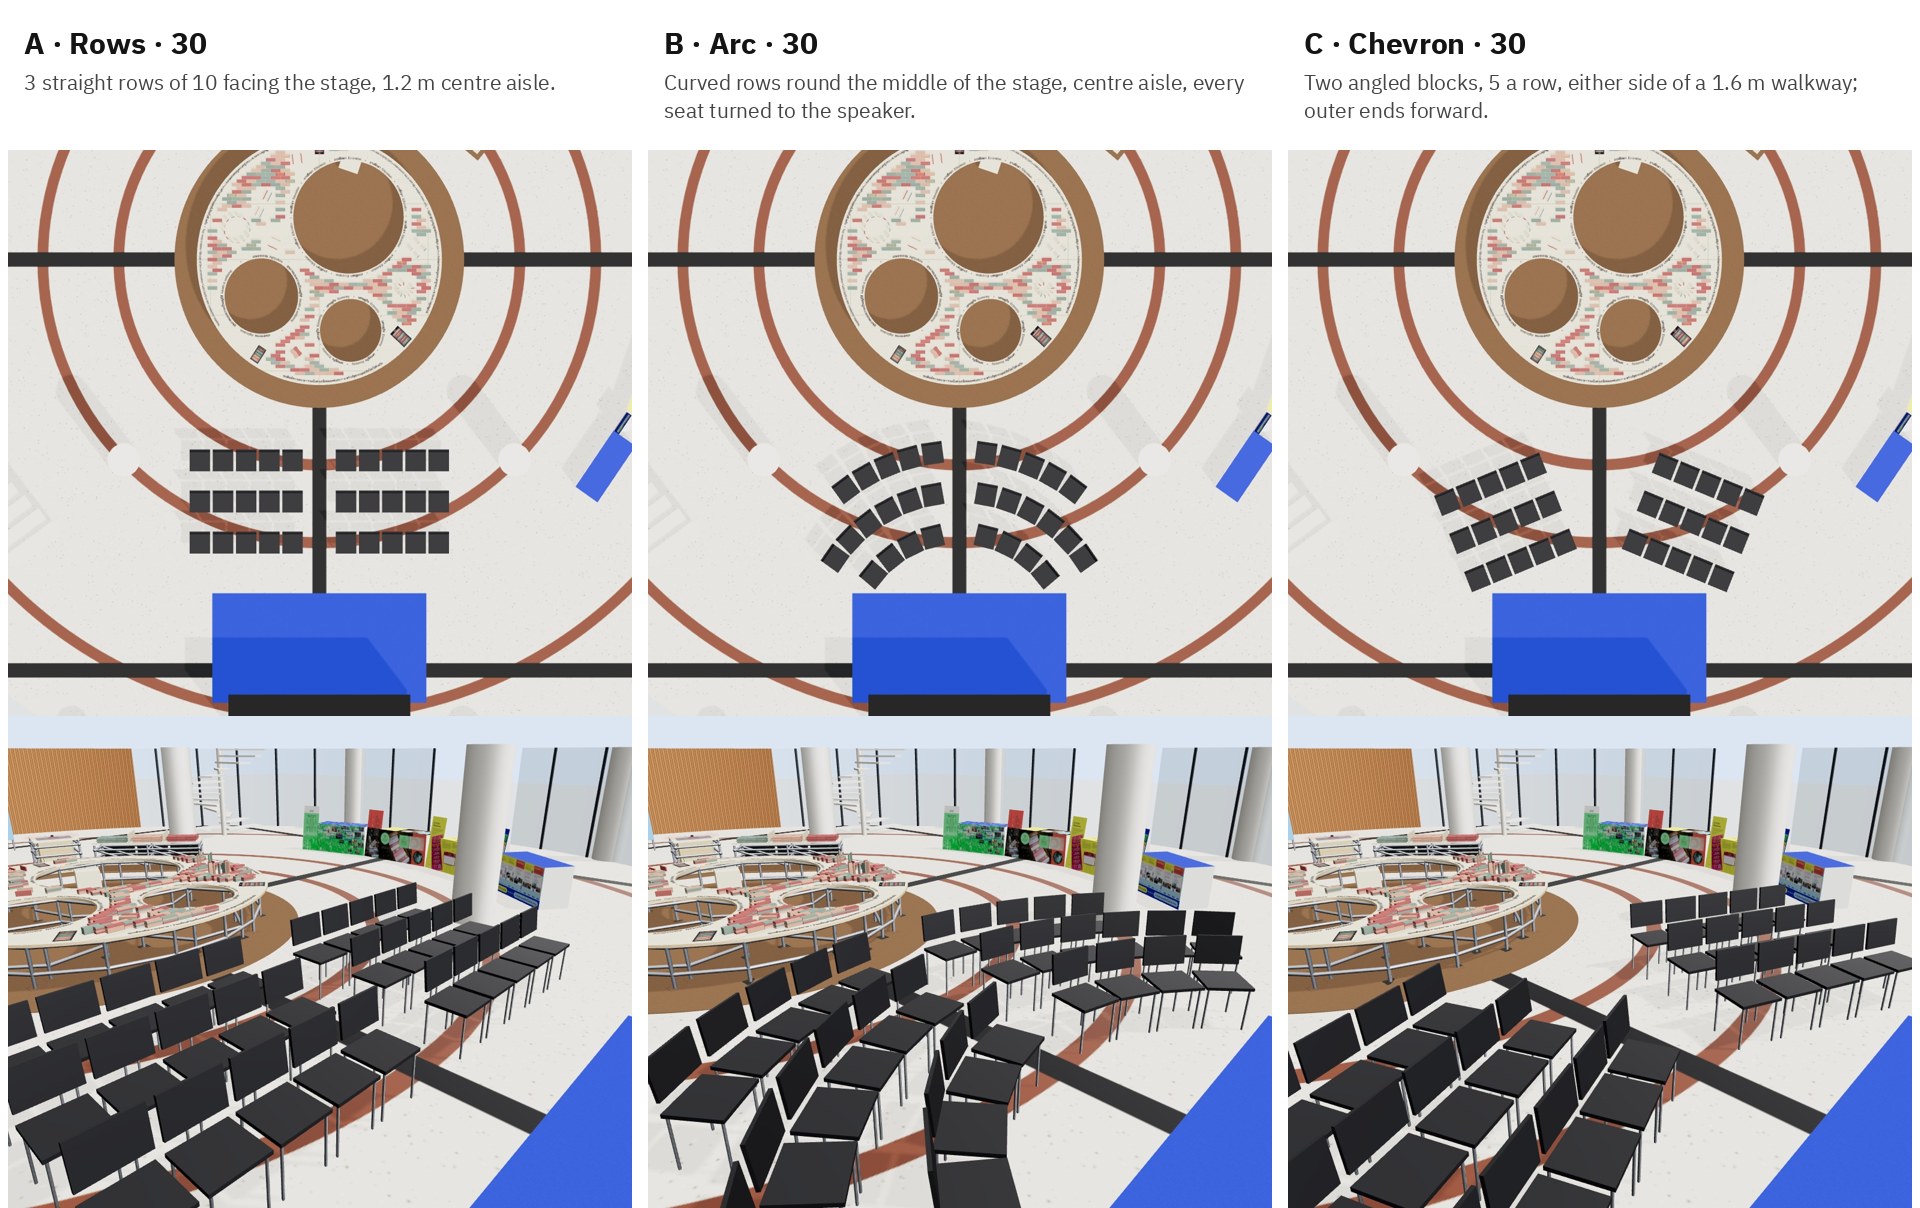 A · Rows · 30
3 straight rows of 10 facing the stage, 1.2 m centre aisle.
B · Arc · 30
Curved rows round the middle of the stage, centre aisle, every
seat turned to the speaker.
C · Chevron · 30
Two angled blocks, 5 a row, either side of a 1.6 m walkway;
outer ends forward.